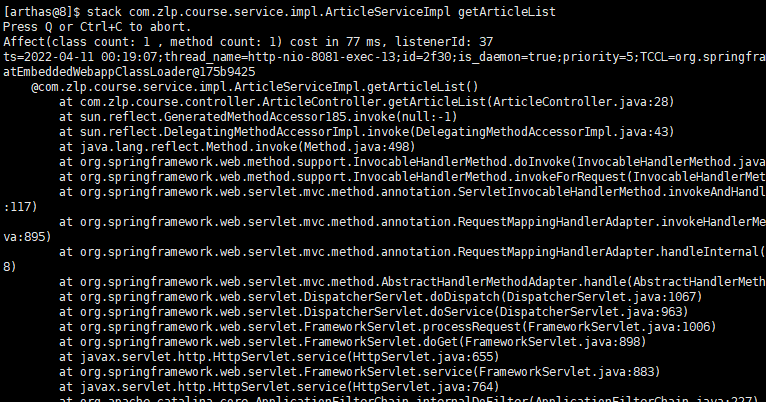 [arthas@8]$ stack com.zlp.course.service.impl.ArticleServiceImpl getArticleList
Press Q or Ctrl+C to abort.
Affect(class count: 1 , method count: 1) cost in 77 ms, listenerId: 37
ts=2022-04-11 00:19:07;thread_name=http-nio-8081-exec-13;id=2f30;is_daemon=true;priority=5;TCCL=org.springfra
atEmbeddedWebappClassLoader@175b9425
@com.zlp.course.service.impl.ArticleServiceImpl.getArticleList()
at com.zlp.course.controller.ArticleController.getArticleList(ArticleController.java:28)
at sun.reflect.GeneratedMethodAccessor185.invoke(null:-1)
at sun.reflect.DelegatingMethodAccessorImpl.invoke(DelegatingMethodAccessorImpl.java:43)
at java.lang.reflect.Method.invoke(Method.java:498)
at org.springframework.web.method.support.InvocableHandlerMethod.doInvoke(InvocableHandlerMethod.java
at org.springframework.web.method.support.InvocableHandlerMethod.invokeForRequest(InvocableHandlerMet
at org.springframework.web.servlet.mvc.method.annotation.ServletInvocableHandlerMethod.invokeAndHandl
:117)
at org.springframework.web.servlet.mvc.method.annotation.RequestMappingHandlerAdapter.invokeHandlerMe
va:895)
at org.springframework.web.servlet.mvc.method.annotation.RequestMappingHandlerAdapter.handleInternal(
8)
at org.springframework.web.servlet.mvc.method.AbstractHandlerMethodAdapter.handle(AbstractHandlerMeth
at org.springframework.web.servlet.DispatcherServlet.doDispatch(DispatcherServlet.java:1067)
at org.springframework.web.servlet.DispatcherServlet.doService(DispatcherServlet.java:963)
at org.springframework.web.servlet.FrameworkServlet.processRequest(FrameworkServlet.java:1006)
at org.springframework.web.servlet.FrameworkServlet.doGet(FrameworkServlet.java:898)
at javax.servlet.http.HttpServlet.service(HttpServlet.java:655)
at org.springframework.web.servlet.FrameworkServlet.service(FrameworkServlet.java:883)
at javax.servlet.http.HttpServlet.service(HttpServlet.java:764)
at org.apache.catalina.core.ApplicationFilterChain.internalDoFilter(ApplicationFilterChain.java:227)